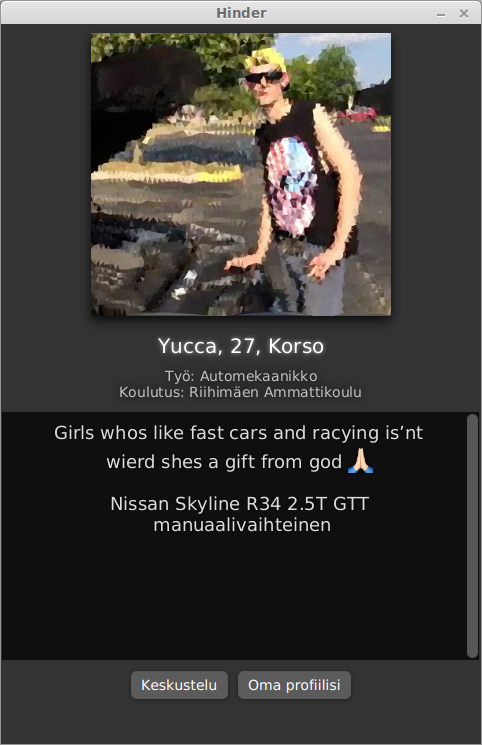 Hinder
Yucca, 27, Korso
Työ: Automekaanikko
Koulutus: Riihimäen Ammattikoulu
Girls whos like fast cars and racying is’nt
wierd shes a gift from god 🙏🏻
Nissan Skyline R34 2.5T GTT
manuaalivaihteinen
Keskustelu
Oma profiilisi